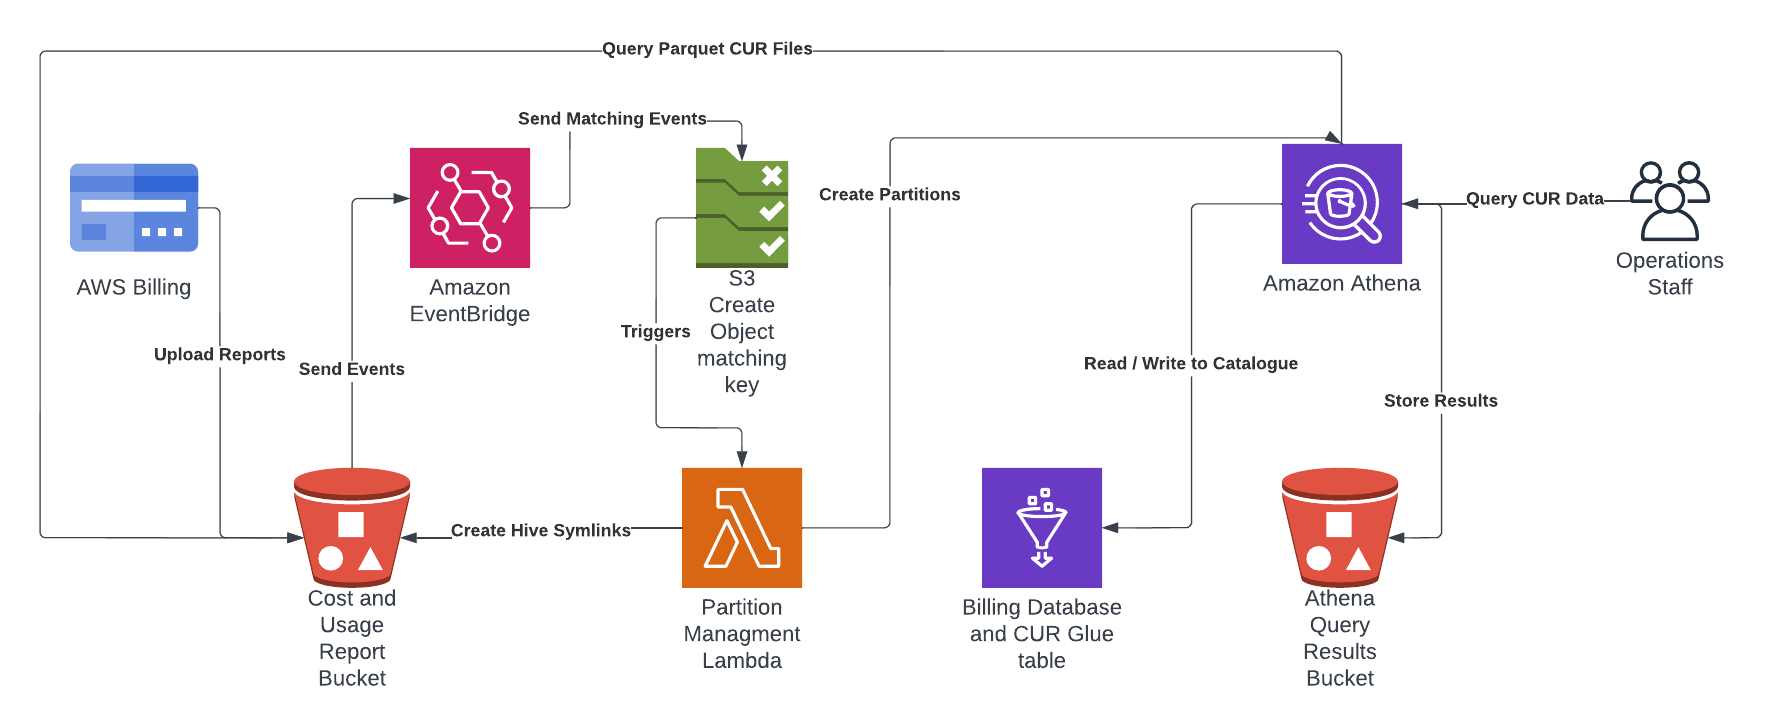 Query Parquet CUR Files
Send Matching Events
Create Partitions
Query CUR Data
AWS Billing
Amazon
EventBridge
S3
Create
Object
matching
key
Amazon Athena
Operations
Staff
Upload Reports
Send Events
Triggers
Read / Write to Catalogue
Store Results
Create Hive Symlinks
Cost and
Usage
Report
Bucket
Partition
Managment
Lambda
Billing Database
and CUR Glue
table
Athena
Query
Results
Bucket